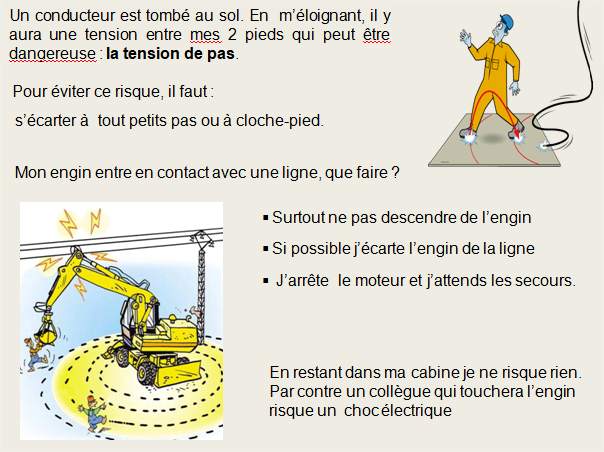 Un conducteur est tombé au sol. En m’éloignant, il y
aura une tension entre mes 2 pieds qui peut être
dangereuse : la tension de pas.
Pour éviter ce risque, il faut :
s’écarter à tout petits pas ou à cloche-pied.
Mon engin entre en contact avec une ligne, que faire ?
▪ Surtout ne pas descendre de l’engin
▪ Si possible j’écarte l’engin de la ligne
▪ J’arrête le moteur et j’attends les secours.
En restant dans ma cabine je ne risque rien.
Par contre un collègue qui touchera l’engin
risque un choc électrique